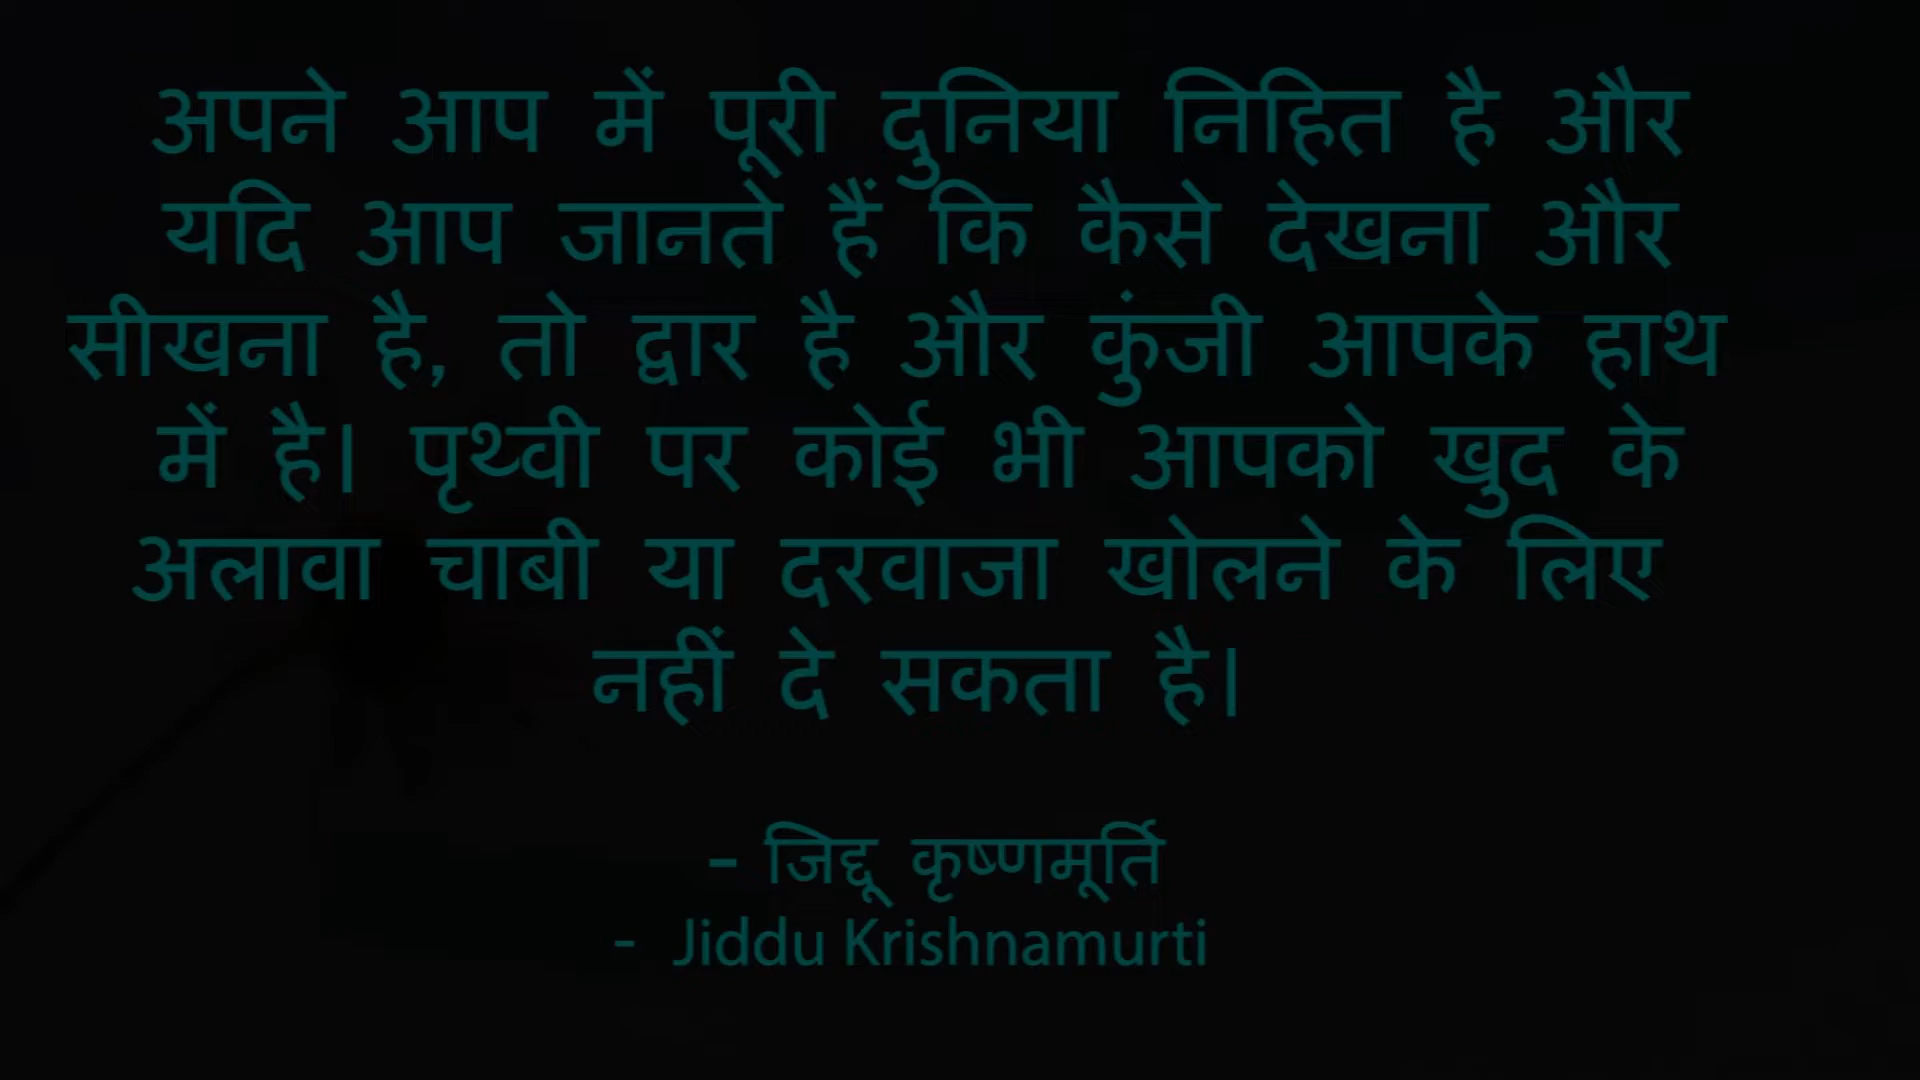 अपने आप में पूरी दुनिया निहित है और
यदि आप जानते हैं कि कैसे देखना और
सीखना है, तो द्वार है और कुंजी आपके हाथ
में है। पृथ्वी पर कोई भी आपको खुद के
अलावा चाबी या दरवाजा खोलने के लिए
नहीं दे सकता है।
- जिद्दू कृष्णमूर्ति
- Jiddu Krishnamurti